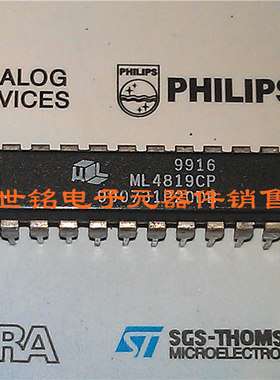 ALOG
VICES
PHILIPS
PHILIPS
9916
ML4819CP
世铭电子元器件销售
RA
ST
SGS-THOMS
MICROELECTRO